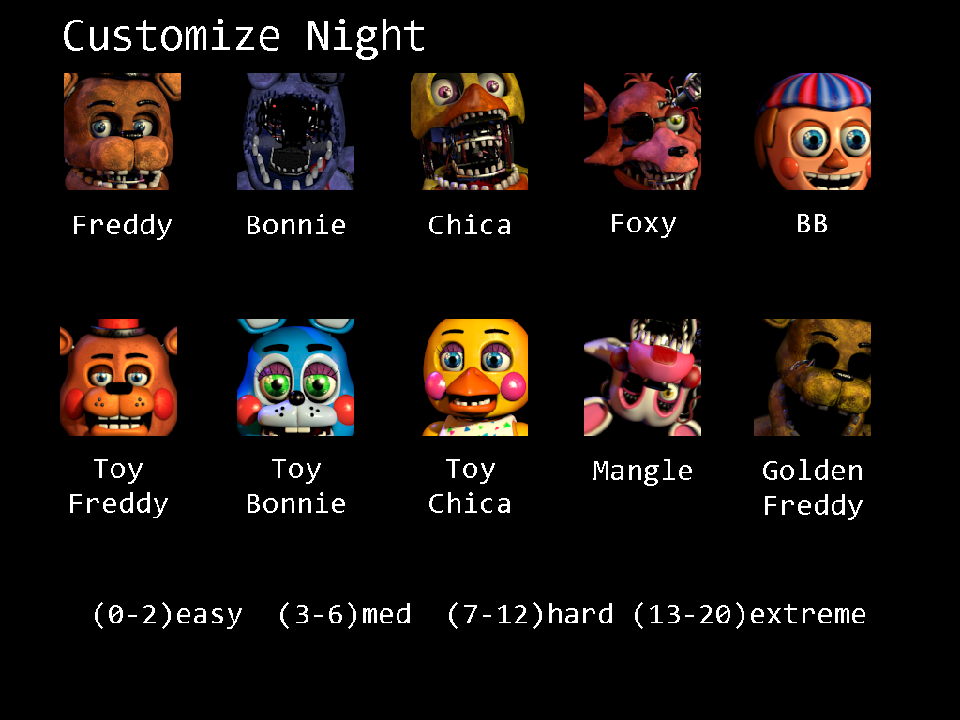 Customize Night
Freddy Bonnie Chica Foxy BB
Toy Freddy Toy Bonnie Toy Chica Mangle Golden Freddy
(0-2)easy (3-6)med (7-12)hard (13-20)extreme